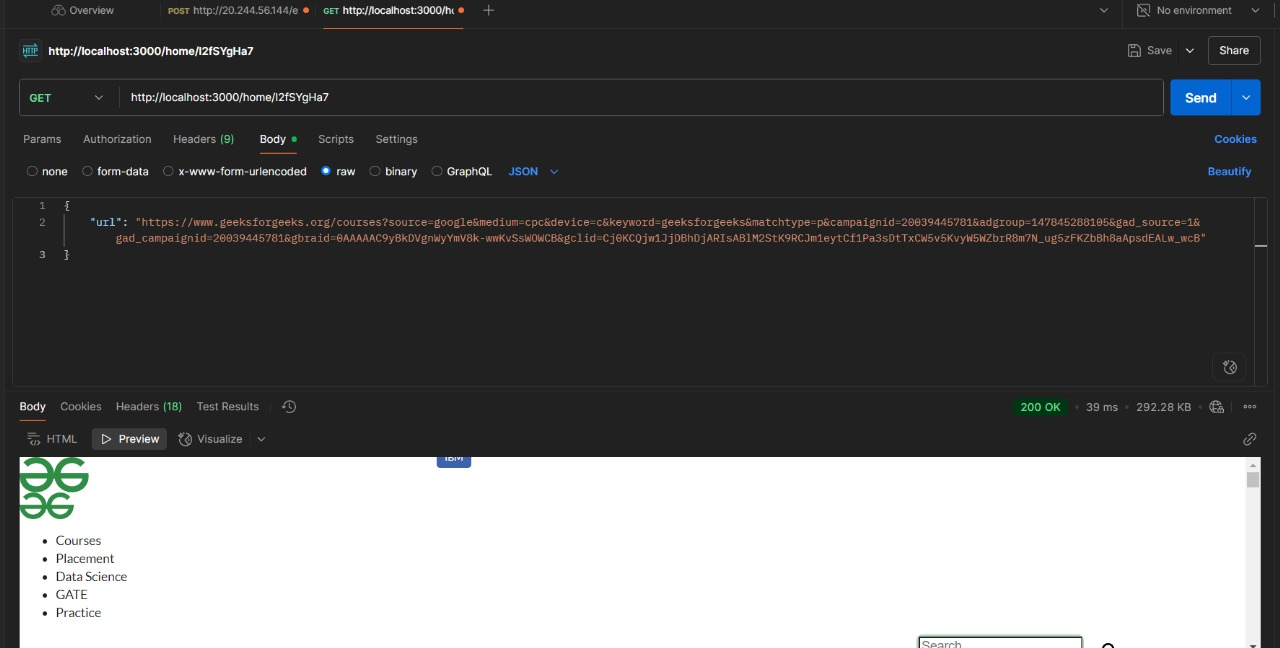 Overview
POST http://20.244.56.144/e
GET http://localhost:3000/h
No environment
HTTP http://localhost:3000/home/I2fSYgHa7
Save
Share
GET
http://localhost:3000/home/I2fSYgHa7
Send
Params Authorization Headers (9) Body Scripts Settings
Cookies
none form-data x-www-form-urlencoded raw binary GraphQL JSON
Beautify
1 {
2 "url": "https://www.geeksforgeeks.org/courses?source=google&medium=cpc&device=c&keyword=geeksforgeeks&matchtype=p&campaignid=20039445781&adgroup=147845288105&gad_source=1&
gad_campaignid=20039445781&gbraid=0AAAAAC9yBkDVgnWyYmV8k-wwKvSsWOWCB&gclid=Cj0KCQjw1JjDBhDjARIsABlM2StK9RCJm1eytCf1Pa3sDtTxCW5v5KvyW5WZbrR8m7N_ug5zFKZbBh8aApsdEALw_wcB"
3 }
Body Cookies Headers (18) Test Results
200 OK • 39 ms • 292.28 KB
HTML Preview Visualize
IBM
• Courses
• Placement
• Data Science
• GATE
• Practice
Search